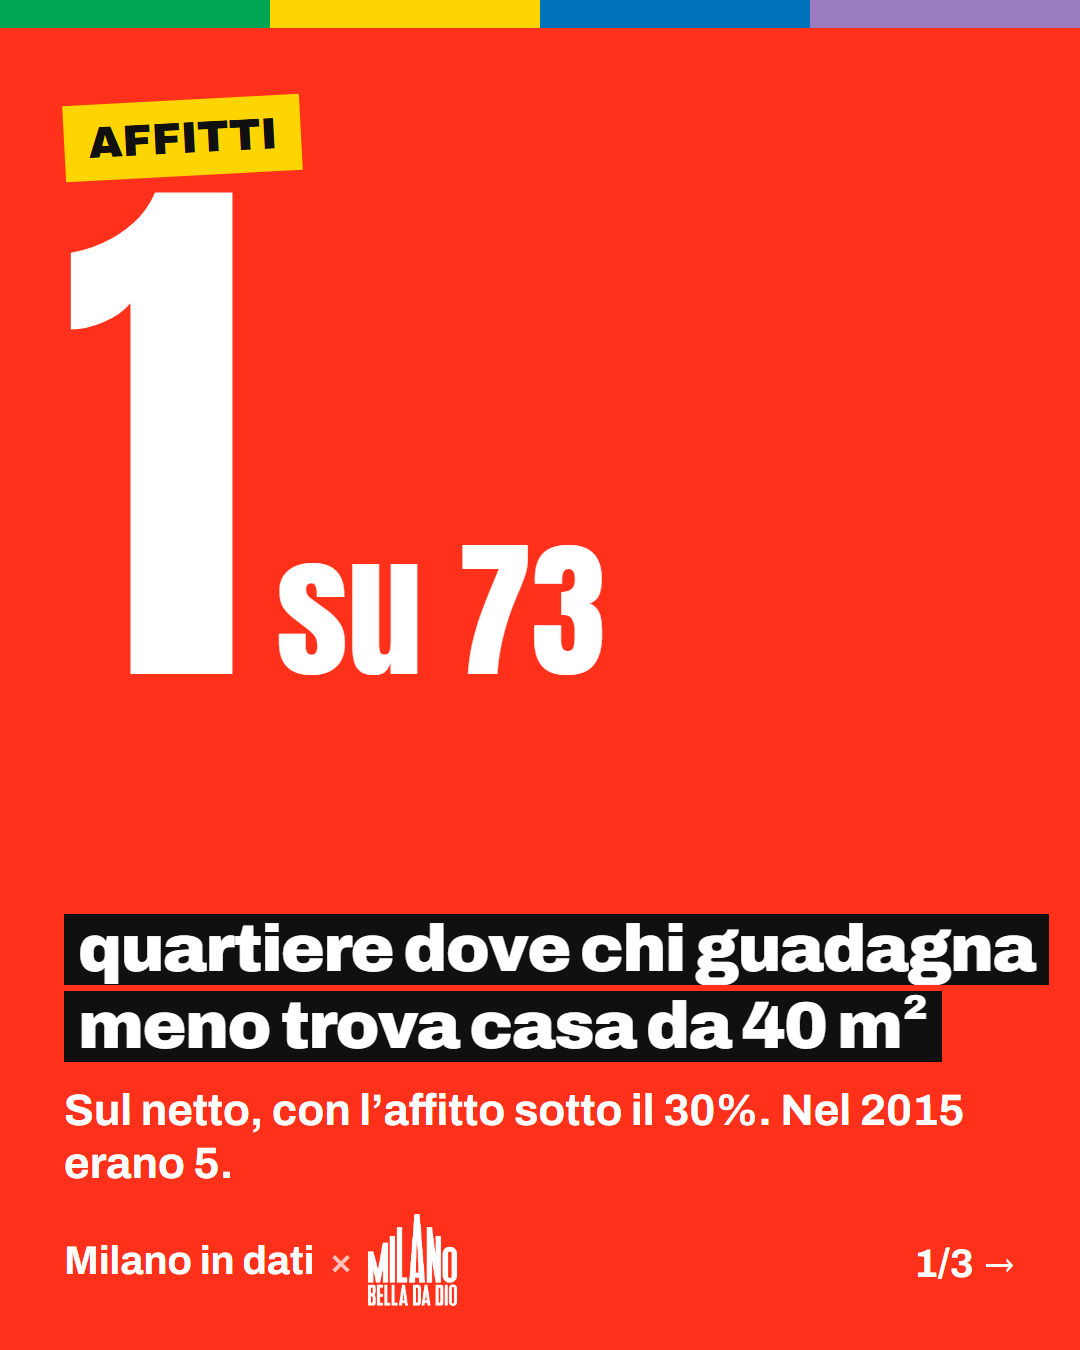 AFFITTI
1 su 73
quartiere dove chi guadagna
meno trova casa da 40 m²
Sul netto, con l’affitto sotto il 30%. Nel 2015
erano 5.
Milano in dati × MILANO
BELLA DA DIO
1/3 →